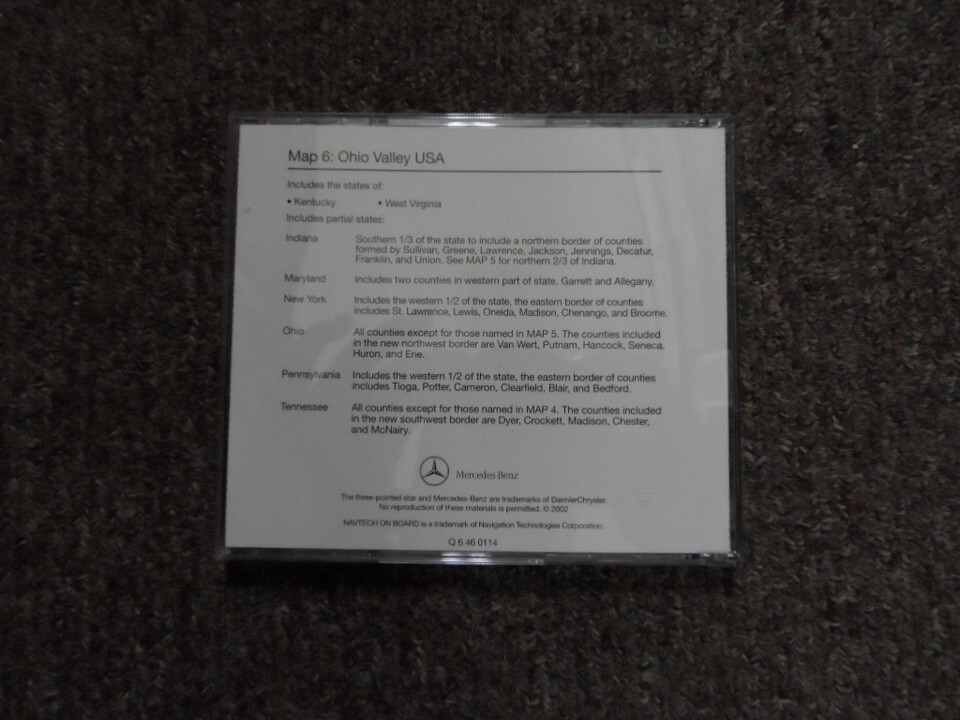 Map 6: Ohio Valley USA
Includes the states of:
• Kentucky • West Virginia
Includes partial states:
Indiana Southern 1/3 of the state to include a northern border of counties
formed by Sullivan, Greene, Lawrence, Jackson, Jennings, Decatur,
Franklin, and Union. See MAP 5 for northern 2/3 of Indiana.
Maryland Includes two counties in western part of state, Garrett and Allegany.
New York Includes the western 1/2 of the state, the eastern border of counties
includes St. Lawrence, Lewis, Oneida, Madison, Chenango, and Broome.
Ohio All counties except for those named in MAP 5. The counties included
in the new northwest border are Van Wert, Putnam, Hancock, Seneca,
Huron, and Erie.
Pennsylvania Includes the western 1/2 of the state, the eastern border of counties
includes Tioga, Potter, Cameron, Clearfield, Blair, and Bedford.
Tennessee All counties except for those named in MAP 4. The counties included
in the new southwest border are Dyer, Crockett, Madison, Chester,
and McNairy.
Mercedes-Benz
The three-pointed star and Mercedes-Benz are trademarks of DaimlerChrysler.
No reproduction of these materials is permitted. © 2002
NAVTECH ON BOARD is a trademark of Navigation Technologies Corporation.
Q 6 46 0114